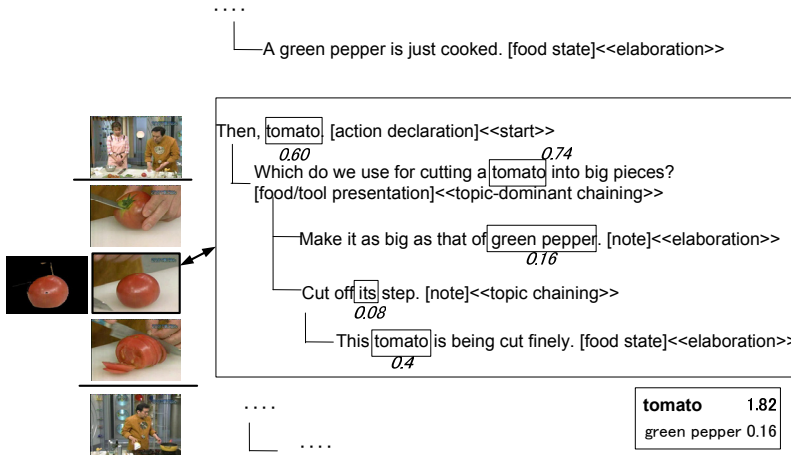 ....
A green pepper is just cooked. [food state]<<elaboration>>
Then, tomato. [action declaration]<<start>>
0.60
0.74
Which do we use for cutting a tomato into big pieces?
[food/tool presentation]<<topic-dominant chaining>>
Make it as big as that of green pepper. [note]<<elaboration>>
0.16
Cut off its step. [note]<<topic chaining>>
0.08
This tomato is being cut finely. [food state]<<elaboration>>
0.4
....
....
tomato 1.82
green pepper 0.16